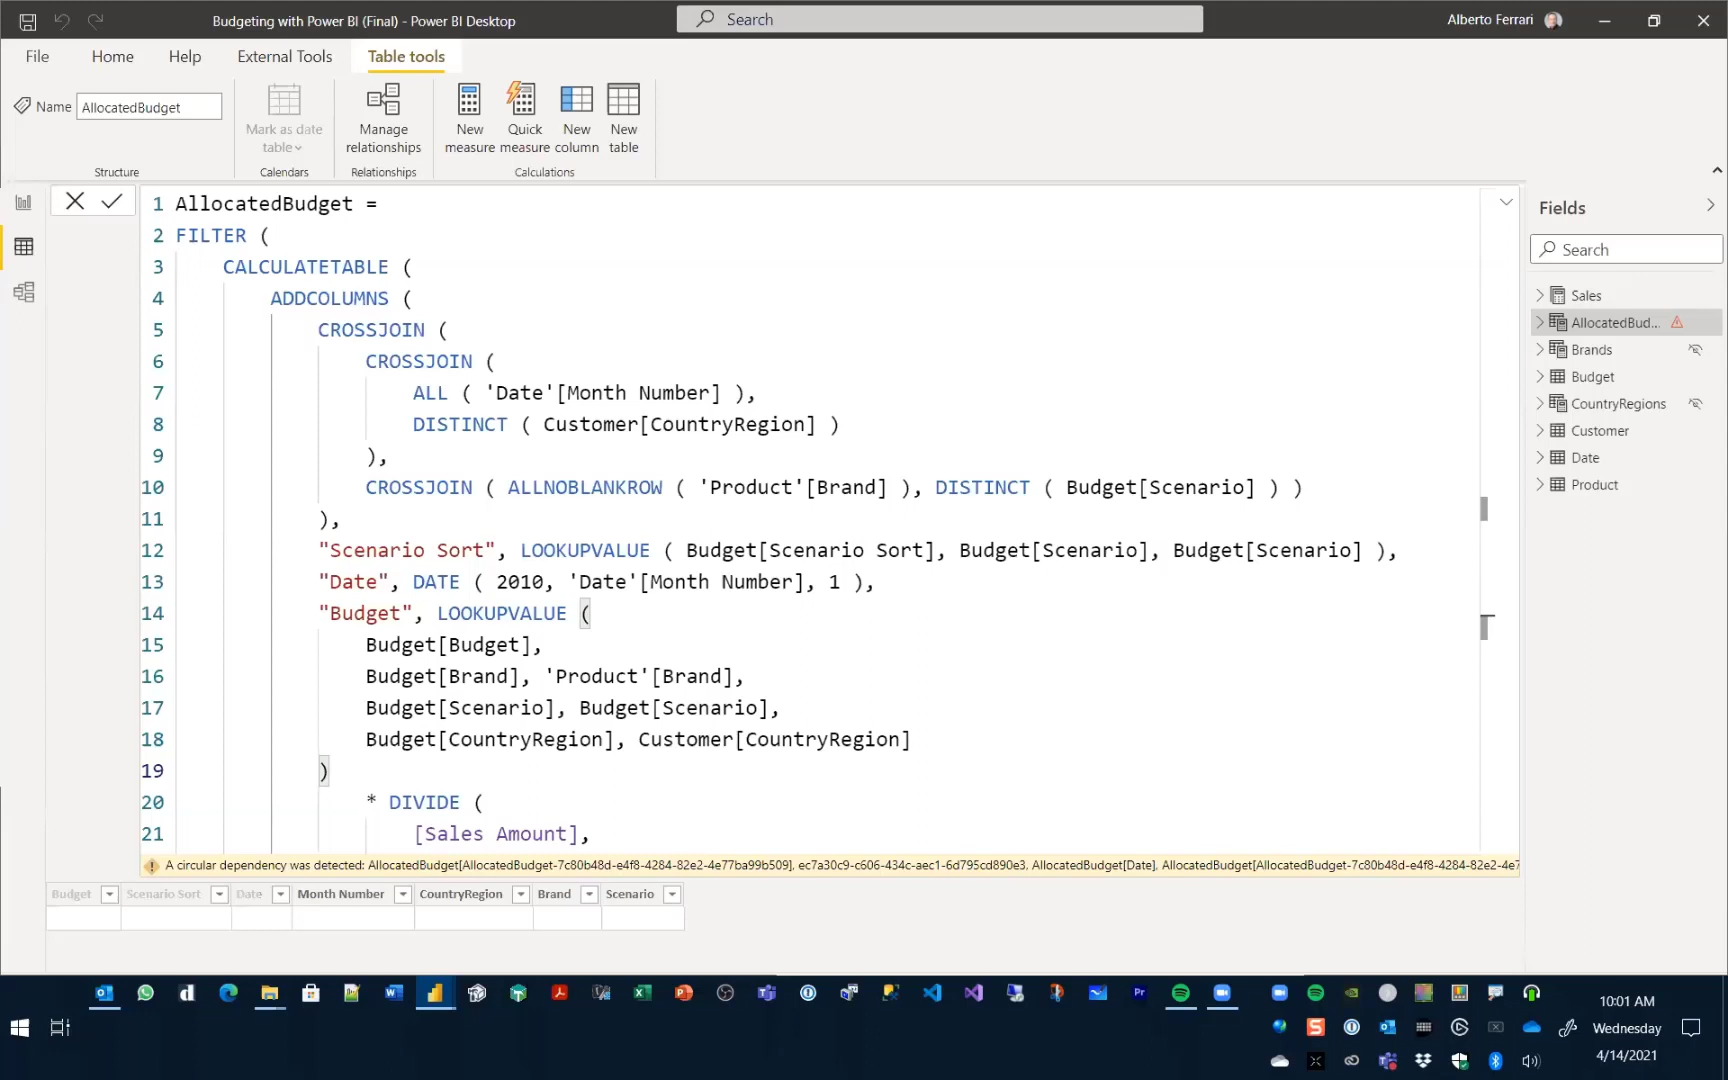 Budgeting with Power BI (Final) - Power BI Desktop
Search
Alberto Ferrari
File
Home
Help
External Tools
Table tools
Name
AllocatedBudget
Mark as date
table
Manage
relationships
New
measure
Quick
measure
New
column
New
table
Structure
Calendars
Relationships
Calculations
1 AllocatedBudget =
2 FILTER (
3 CALCULATETABLE (
4 ADDCOLUMNS (
5 CROSSJOIN (
6 CROSSJOIN (
7 ALL ( 'Date'[Month Number] ),
8 DISTINCT ( Customer[CountryRegion] )
9 ),
10 CROSSJOIN ( ALLNOBLANKROW ( 'Product'[Brand] ), DISTINCT ( Budget[Scenario] ) )
11 ),
12 "Scenario Sort", LOOKUPVALUE ( Budget[Scenario Sort], Budget[Scenario], Budget[Scenario] ),
13 "Date", DATE ( 2010, 'Date'[Month Number], 1 ),
14 "Budget", LOOKUPVALUE (
15 Budget[Budget],
16 Budget[Brand], 'Product'[Brand],
17 Budget[Scenario], Budget[Scenario],
18 Budget[CountryRegion], Customer[CountryRegion]
19 )
20 * DIVIDE (
21 [Sales Amount],
A circular dependency was detected: AllocatedBudget[AllocatedBudget-7c80b48d-e4f8-4284-82e2-4e77ba99b509], ec7a30c9-c606-434c-aec1-6d795cd890e3, AllocatedBudget[Date], AllocatedBudget[AllocatedBudget-7c80b48d-e4f8-4284-82e2-4e7
Budget
Scenario Sort
Date
Month Number
CountryRegion
Brand
Scenario
Fields
Search
Sales
AllocatedBud...
Brands
Budget
CountryRegions
Customer
Date
Product
10:01 AM
Wednesday
4/14/2021